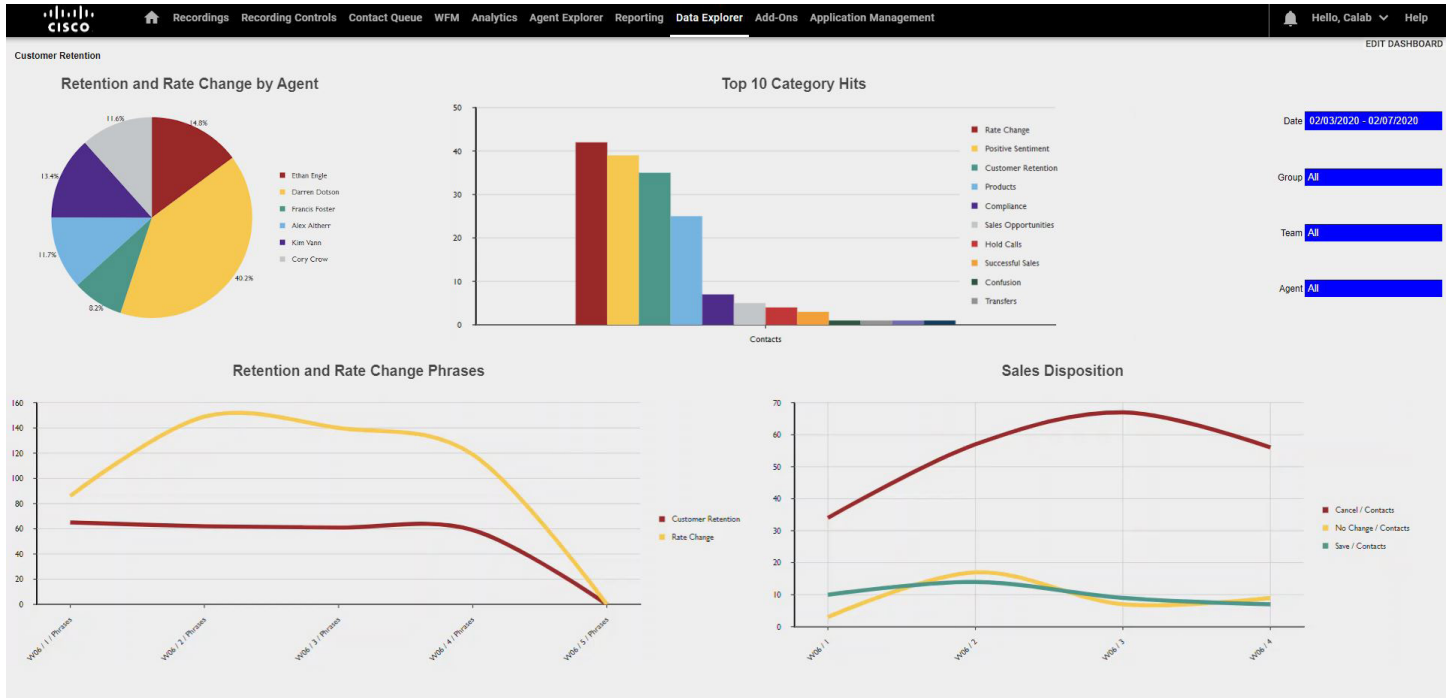 CISCO
Recordings Recording Controls Contact Queue WFM Analytics Agent Explorer Reporting Data Explorer Add-Ons Application Management
Hello, Calab Help
EDIT DASHBOARD
Customer Retention
Retention and Rate Change by Agent
11.6%
14.8%
13.4%
11.7%
8.2%
40.2%
Ethan Engle
Darren Dotson
Francis Foster
Alex Altherr
Kim Vann
Cory Crow
Top 10 Category Hits
50
40
30
20
10
0
Contacts
Rate Change
Positive Sentiment
Customer Retention
Products
Compliance
Sales Opportunities
Hold Calls
Successful Sales
Confusion
Transfers
Date 02/03/2020 - 02/07/2020
Group All
Team All
Agent All
Retention and Rate Change Phrases
160
140
120
100
80
60
40
20
0
W06 / 1 / Phrases
W06 / 2 / Phrases
W06 / 3 / Phrases
W06 / 4 / Phrases
W06 / 5 / Phrases
Customer Retention
Rate Change
Sales Disposition
70
60
50
40
30
20
10
0
W06 / 1
W06 / 2
W06 / 3
W06 / 4
Cancel / Contacts
No Change / Contacts
Save / Contacts